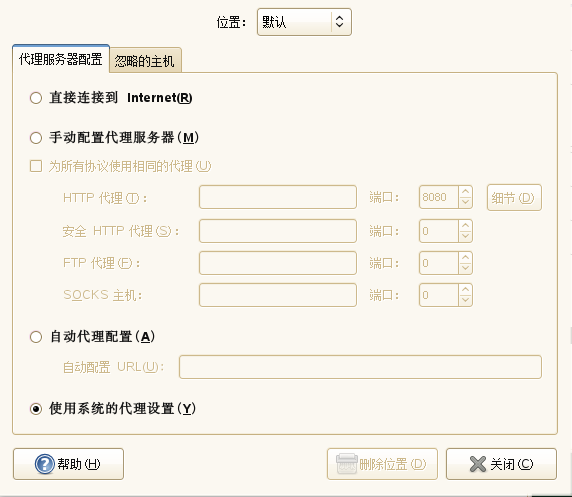 位置： 默认
代理服务器配置 忽略的主机
直接连接到 Internet(R)
手动配置代理服务器(M)
为所有协议使用相同的代理(U)
HTTP 代理(T)： 端口： 8080 细节(D)
安全 HTTP 代理(S)： 端口： 0
FTP 代理(F)： 端口： 0
SOCKS 主机： 端口： 0
自动代理配置(A)
自动配置 URL(U)：
使用系统的代理设置(Y)
帮助(H) 删除位置(D) 关闭(C)